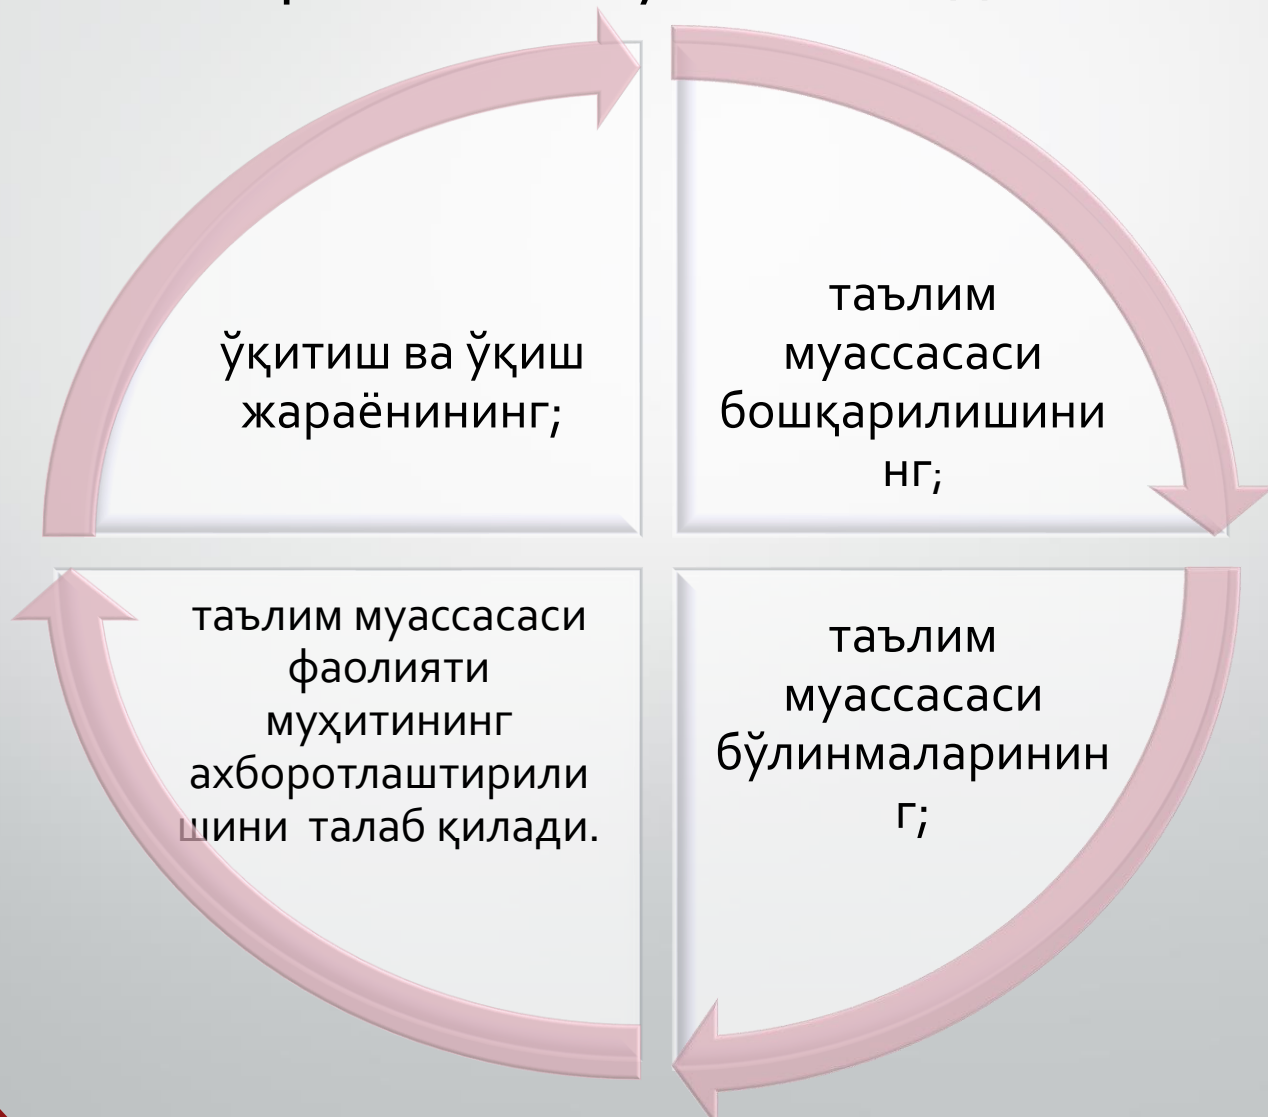 ўқитиш ва ўқиш
жараёнининг;
таълим
муассасаси
бошқарилишини
нг;
таълим
муассасаси
бўлинмаларинин
г;
таълим муассасаси
фаолияти
муҳитининг
ахборотлаштирили
шини талаб қилади.